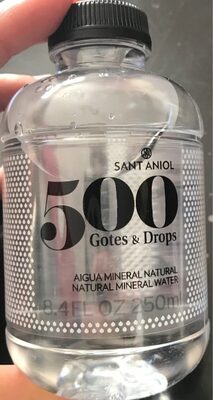 SANT ANIOL
500
Gotes & Drops
AIGUA MINERAL NATURAL
NATURAL MINERAL WATER
8.4FL OZ 250ml